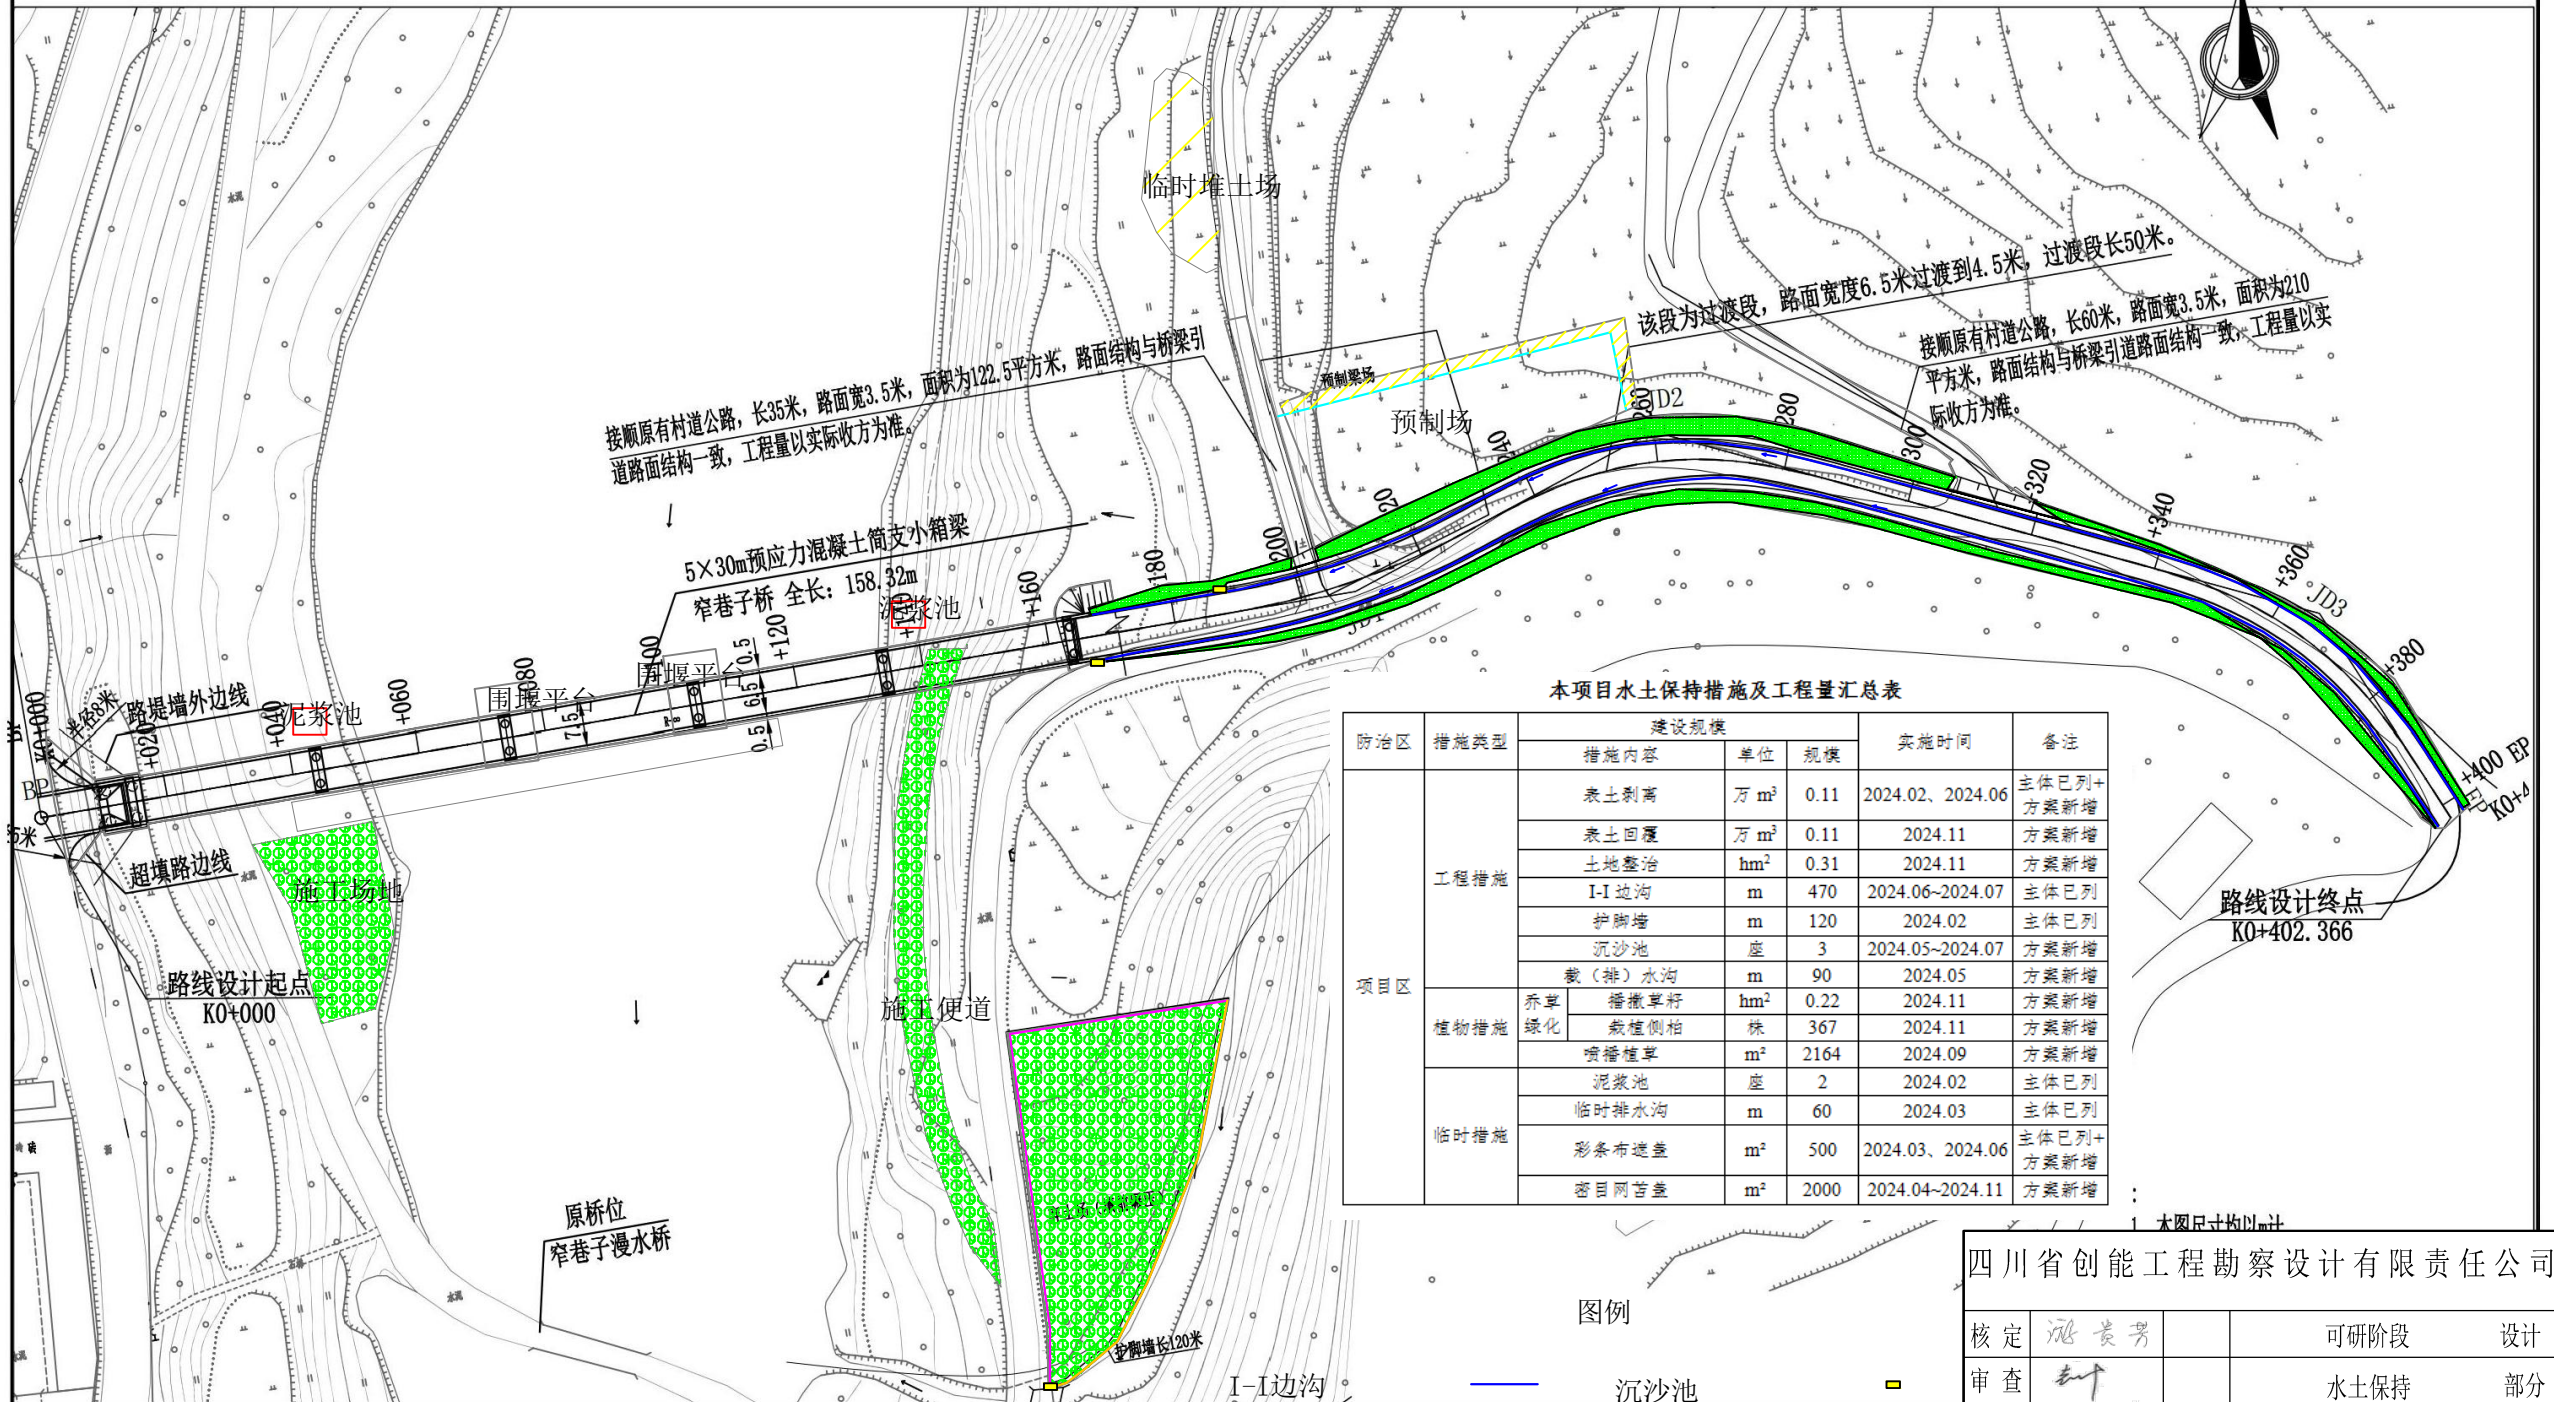 临时堆土场
该段为过渡段，路面宽度6.5米过渡到4.5米，过渡段长50米。
接顺原有村道公路，长60米，路面宽3.5米，面积为210
平方米，路面结构与桥梁引道路面结构一致，工程量以实
际收方为准。
接顺原有村道公路，长35米，路面宽3.5米，面积为122.5平方米，路面结构与桥梁引
道路面结构一致，工程量以实际收方为准。
预制梁场
预制场
JD2
280
300
+320
+340
+360
JD3
+380
+400 EP
EP
200
180
+160
5×30m预应力混凝土简支小箱梁
窄巷子桥 全长：158.32m
泥浆池
+140
+120
围堰平台
围堰平台
0.5
6.5
0.5
7.5
+060
泥浆池
+040
+020
K0+000
半径8米
路堤墙外边线
BP
超填路边线
施工场地
路线设计起点
K0+000
施工便道
原桥位
窄巷子漫水桥
护脚墙长120米
路线设计终点
K0+402.366
本项目水土保持措施及工程量汇总表
防治区 措施类型 建设规模 实施时间 备注
措施内容 单位 规模
项目区
工程措施
表土剥离 万 m³ 0.11 2024.02、2024.06 主体已列+
方案新增
表土回覆 万 m³ 0.11 2024.11 方案新增
土地整治 hm² 0.31 2024.11 方案新增
I-I 边沟 m 470 2024.06~2024.07 主体已列
护脚墙 m 120 2024.02 主体已列
沉沙池 座 3 2024.05~2024.07 方案新增
截（排）水沟 m 90 2024.05 方案新增
植物措施
乔草
绿化
播撒草籽 hm² 0.22 2024.11 方案新增
栽植侧柏 株 367 2024.11 方案新增
喷播植草 m² 2164 2024.09 方案新增
临时措施
泥浆池 座 2 2024.02 主体已列
临时排水沟 m 60 2024.03 主体已列
彩条布遮盖 m² 500 2024.03、2024.06 主体已列+
方案新增
密目网苫盖 m² 2000 2024.04~2024.11 方案新增
图例
I-I边沟
沉沙池
四川省创能工程勘察设计有限责任公司
核 定 可研阶段 设计
审 查 水土保持 部分